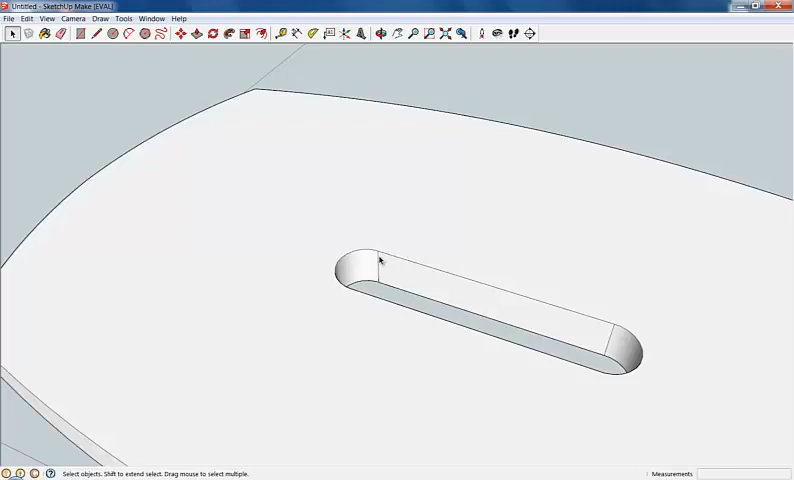 Untitled - SketchUp Make [EVAL]
File Edit View Camera Draw Tools Window Help
Select objects. Shift to extend select. Drag mouse to select multiple.
Measurements